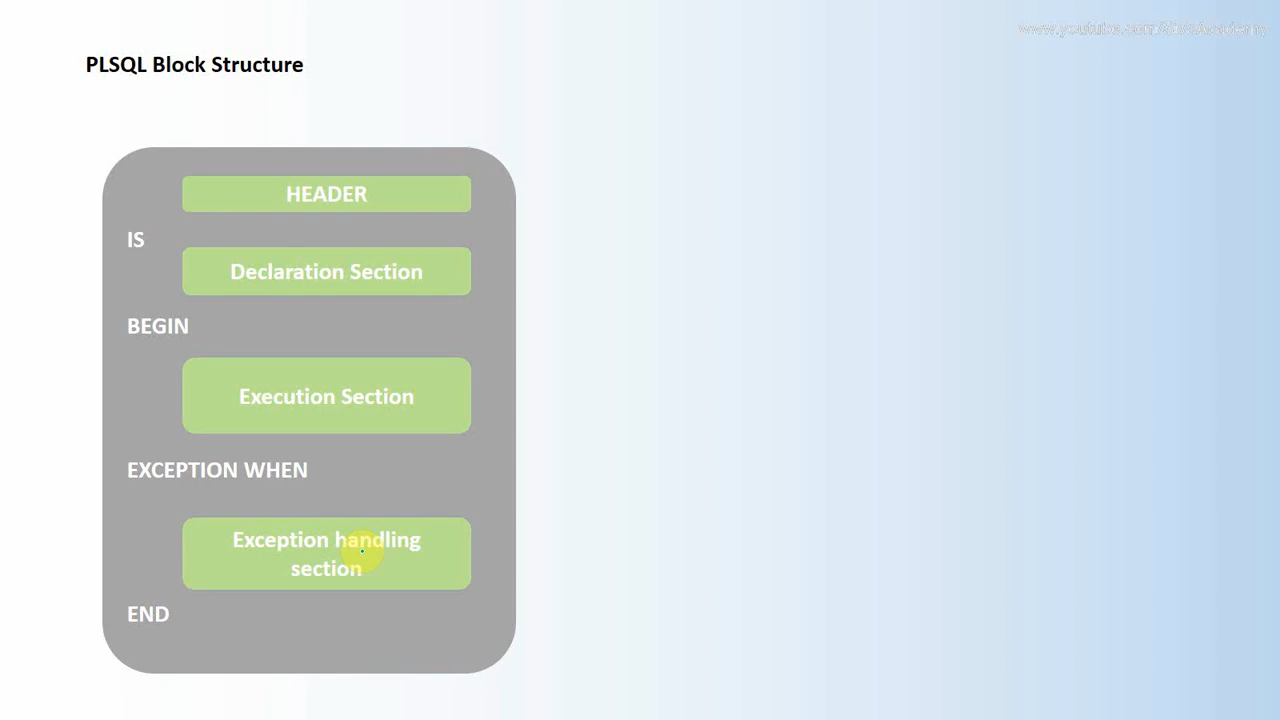 PLSQL Block Structure
HEADER
IS
Declaration Section
BEGIN
Execution Section
EXCEPTION WHEN
Exception handling
section
END